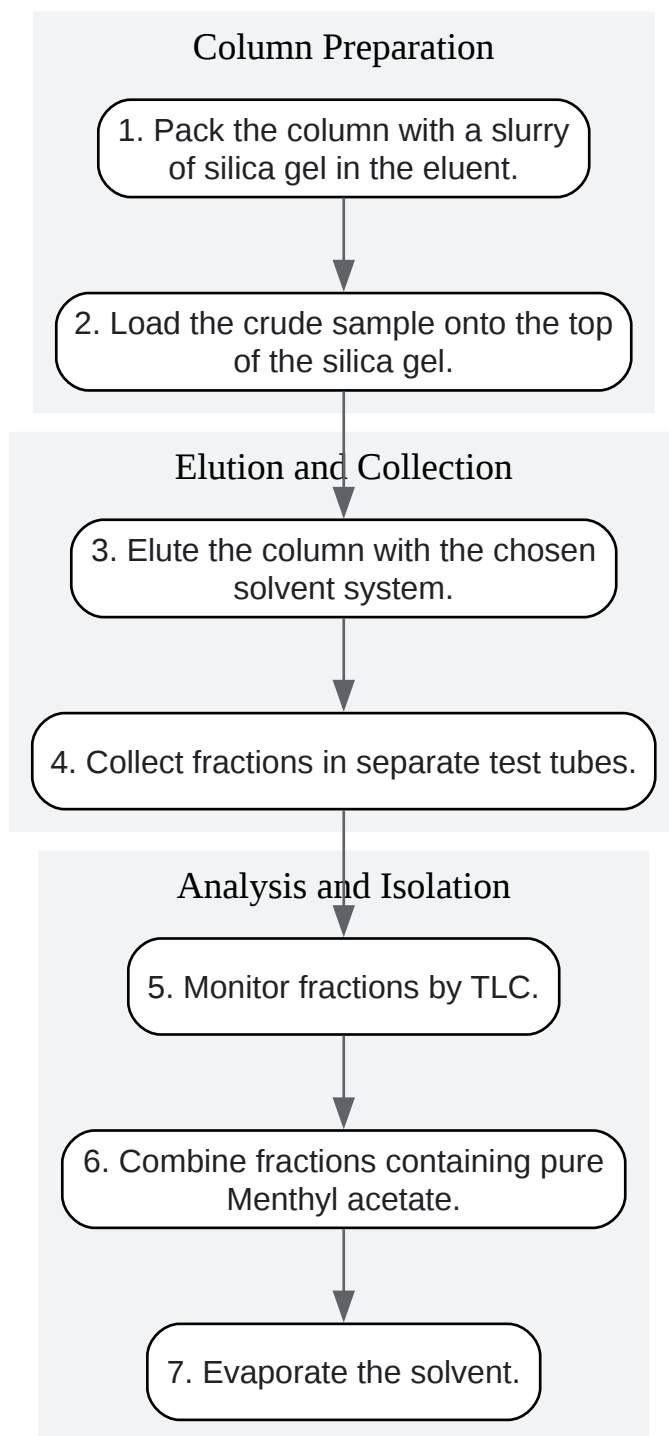 Column Preparation
1. Pack the column with a slurry
of silica gel in the eluent.
2. Load the crude sample onto the top
of the silica gel.
Elution and Collection
3. Elute the column with the chosen
solvent system.
4. Collect fractions in separate test tubes.
Analysis and Isolation
5. Monitor fractions by TLC.
6. Combine fractions containing pure
Menthyl acetate.
7. Evaporate the solvent.